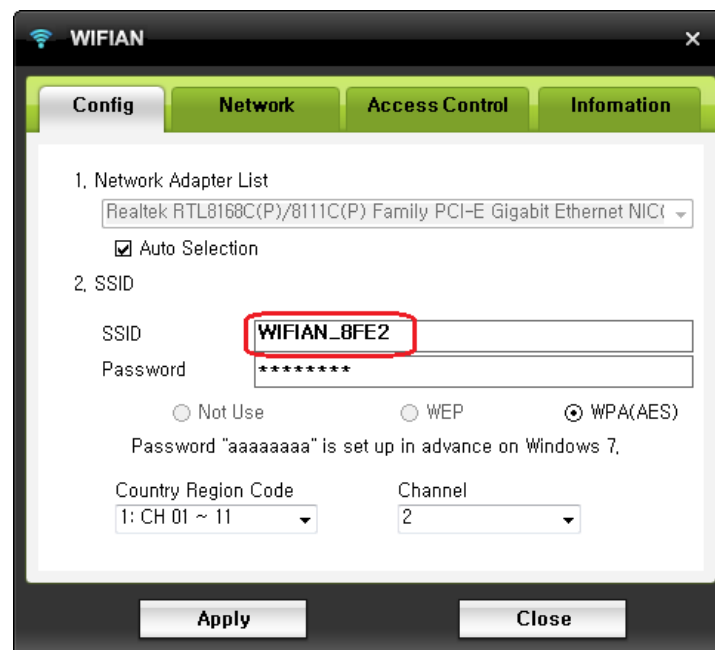 WIFIAN
Config Network Access Control Infomation
1, Network Adapter List
Realtek RTL8168C(P)/8111C(P) Family PCI-E Gigabit Ethernet NIC(
Auto Selection
2, SSID
SSID WIFIAN_8FE2
Password ********
Not Use WEP WPA(AES)
Password "aaaaaaaa" is set up in advance on Windows 7,
Country Region Code Channel
1: CH 01 ~ 11 2
Apply Close